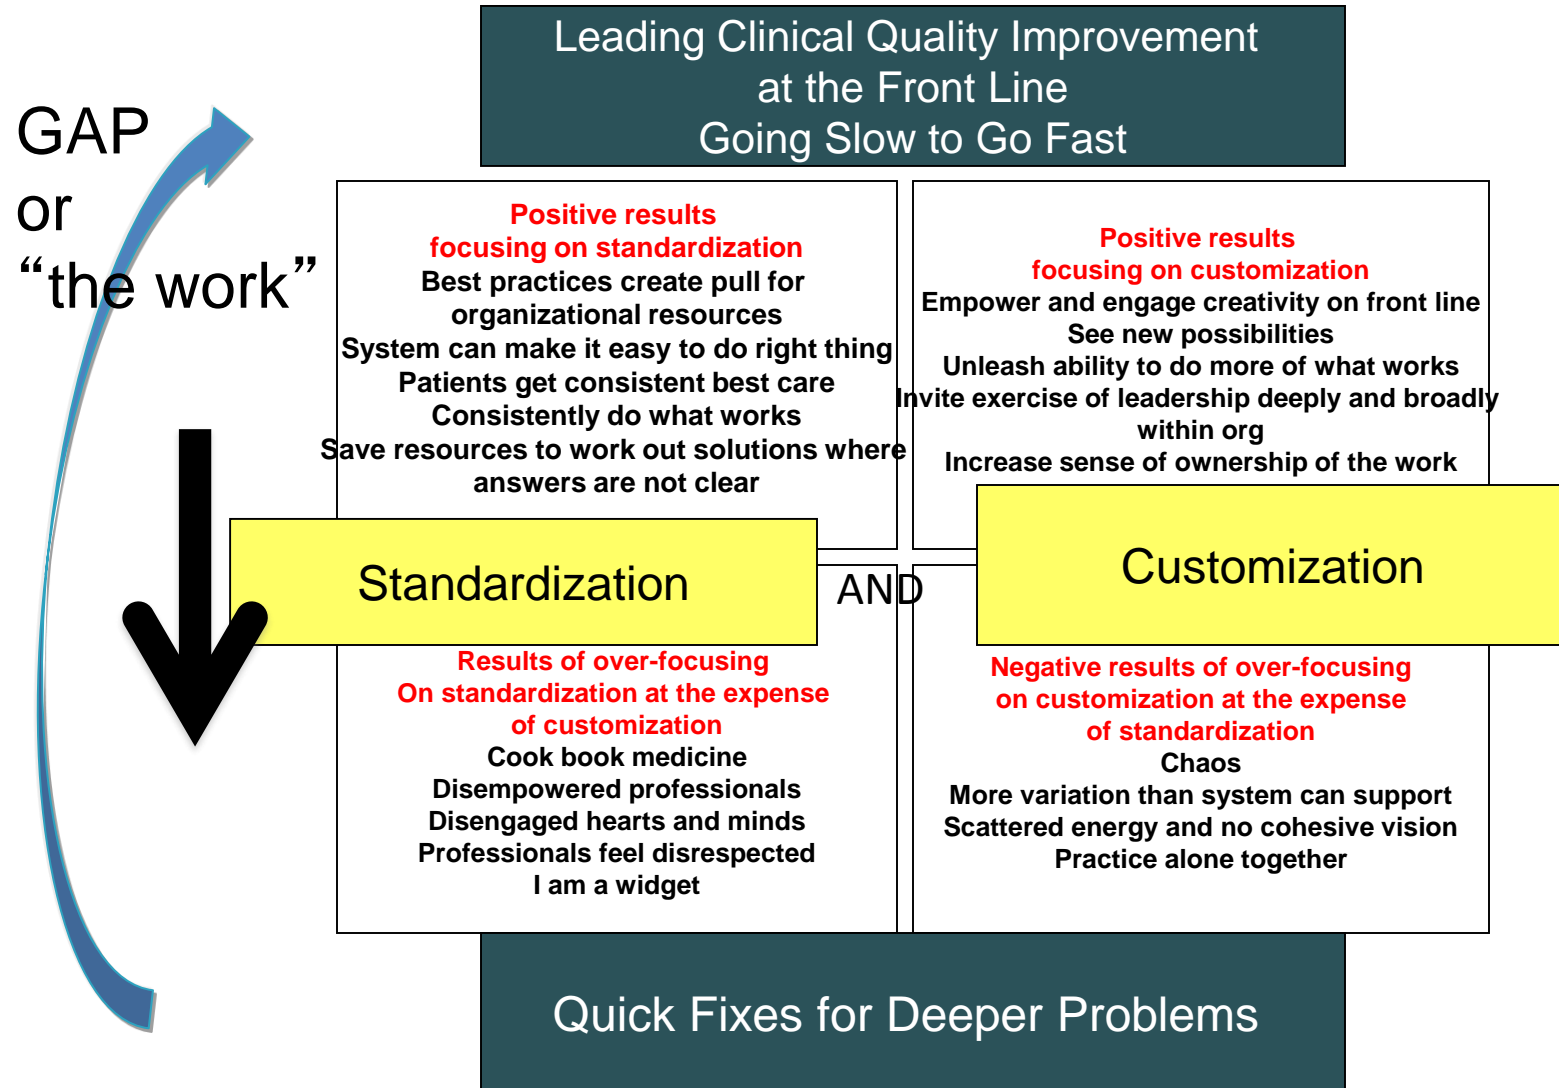 Leading Clinical Quality Improvement
at the Front Line
Going Slow to Go Fast
GAP
or
“the work”
Positive results
focusing on standardization
Best practices create pull for
organizational resources
System can make it easy to do right thing
Patients get consistent best care
Consistently do what works
Save resources to work out solutions where
answers are not clear
Positive results
focusing on customization
Empower and engage creativity on front line
See new possibilities
Unleash ability to do more of what works
Invite exercise of leadership deeply and broadly
within org
Increase sense of ownership of the work
Standardization
AND
Customization
Results of over-focusing
On standardization at the expense
of customization
Cook book medicine
Disempowered professionals
Disengaged hearts and minds
Professionals feel disrespected
I am a widget
Negative results of over-focusing
on customization at the expense
of standardization
Chaos
More variation than system can support
Scattered energy and no cohesive vision
Practice alone together
Quick Fixes for Deeper Problems